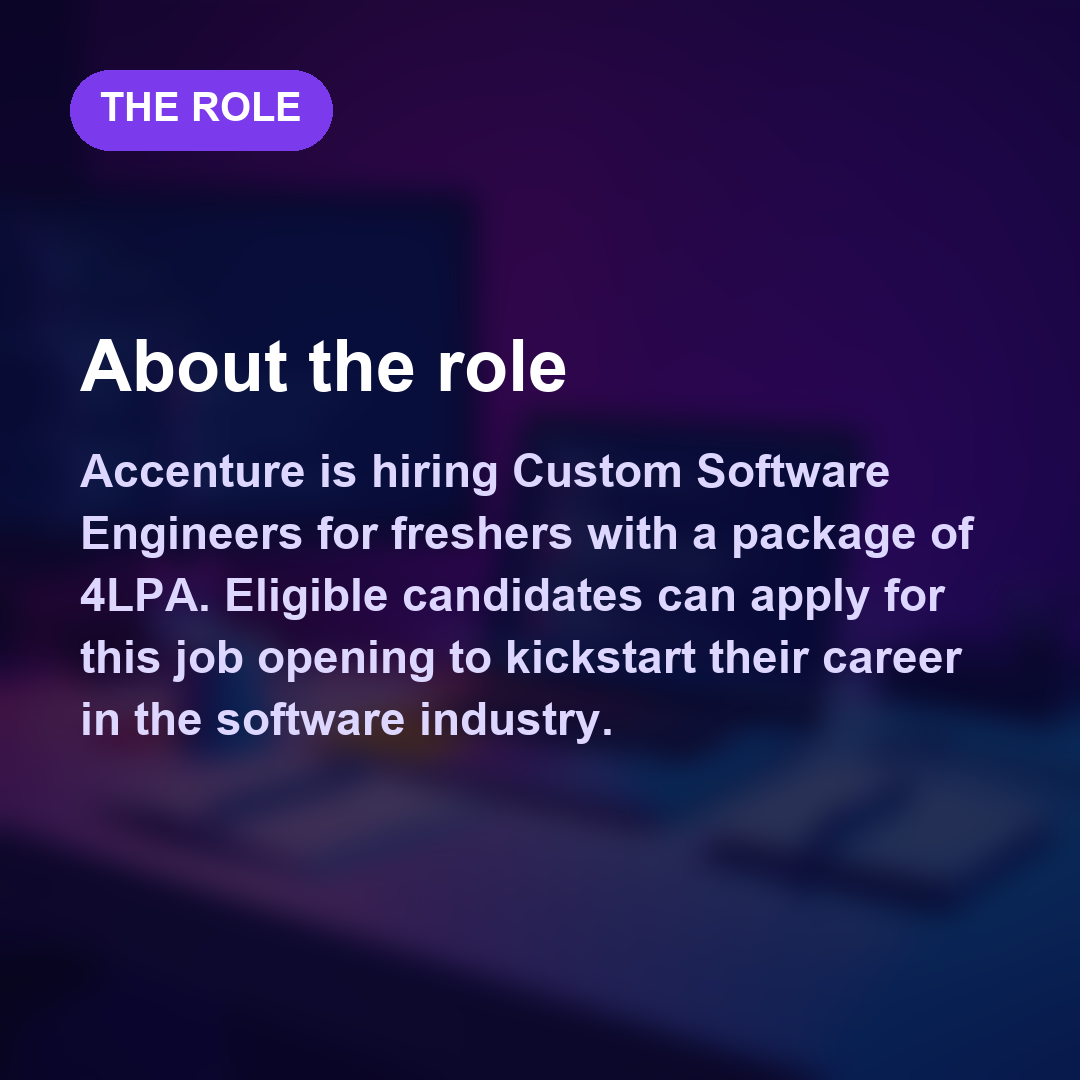 THE ROLE
About the role
Accenture is hiring Custom Software
Engineers for freshers with a package of
4LPA. Eligible candidates can apply for
this job opening to kickstart their career
in the software industry.